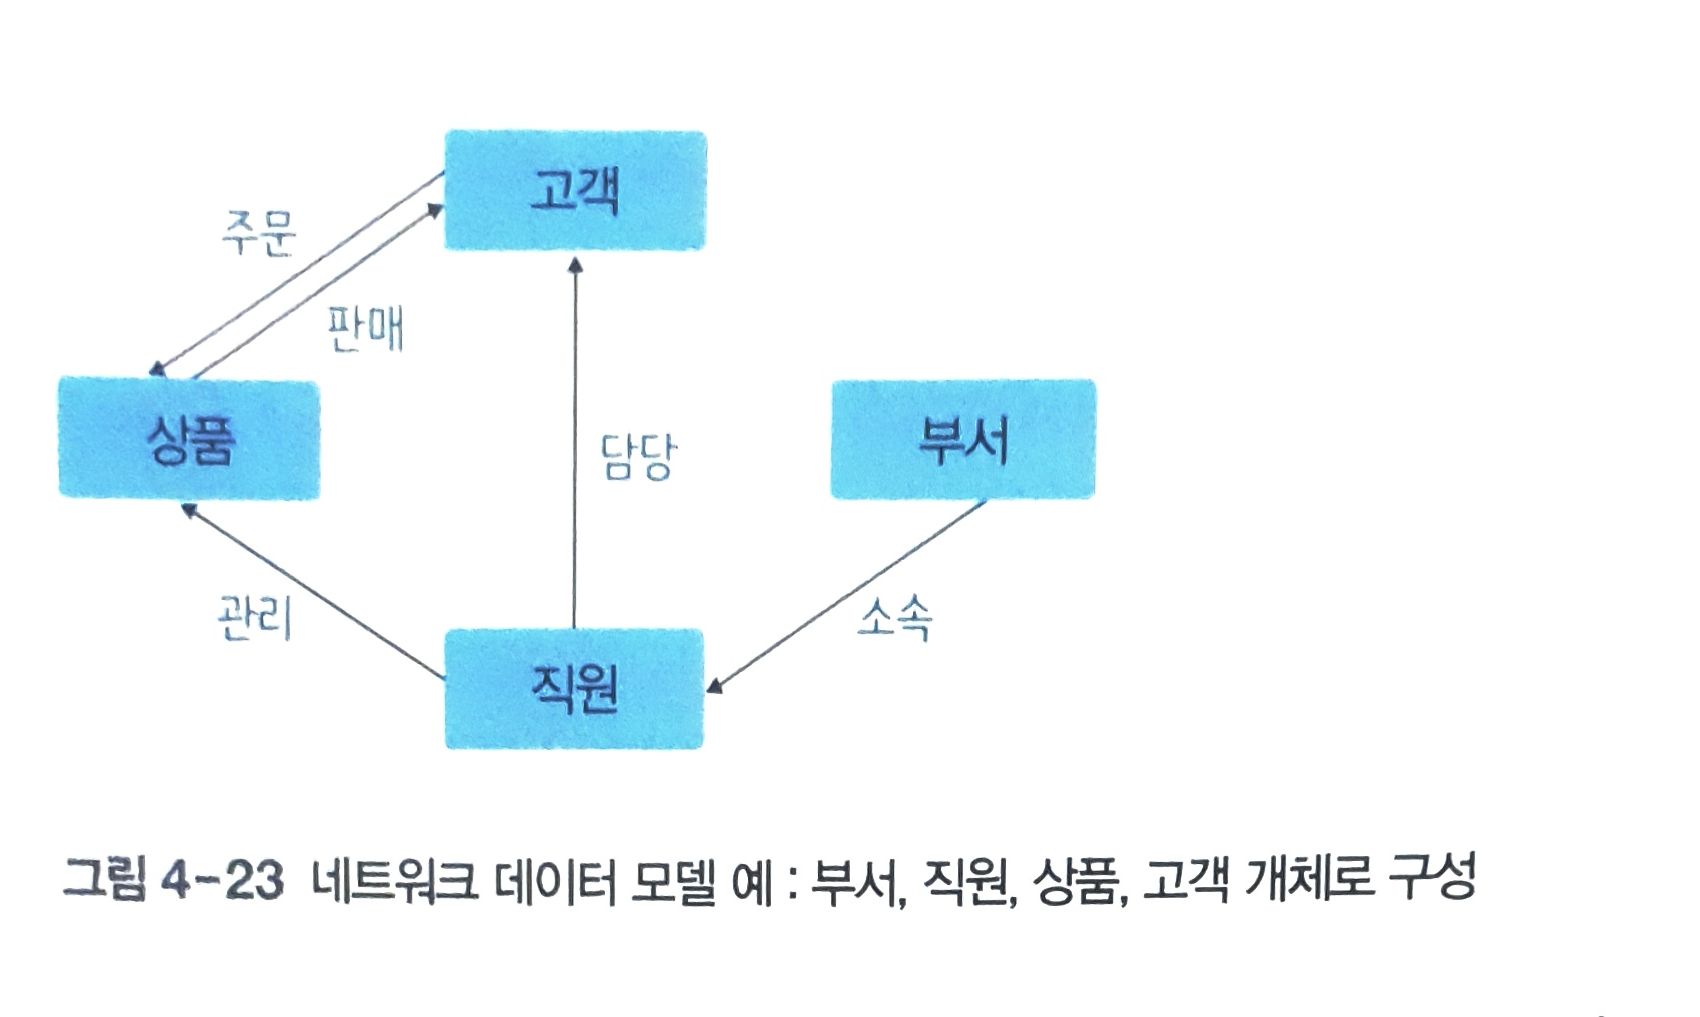 고객
주문
판매
상품
담당
부서
관리
소속
직원
그림 4-23 네트워크 데이터 모델 예 : 부서, 직원, 상품, 고객 개체로 구성